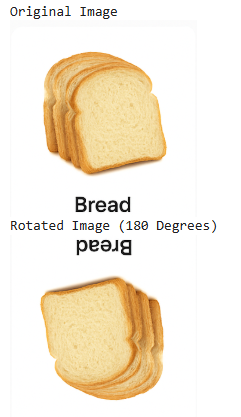 Original Image
Bread
Rotated Image (180 Degrees)
Bread